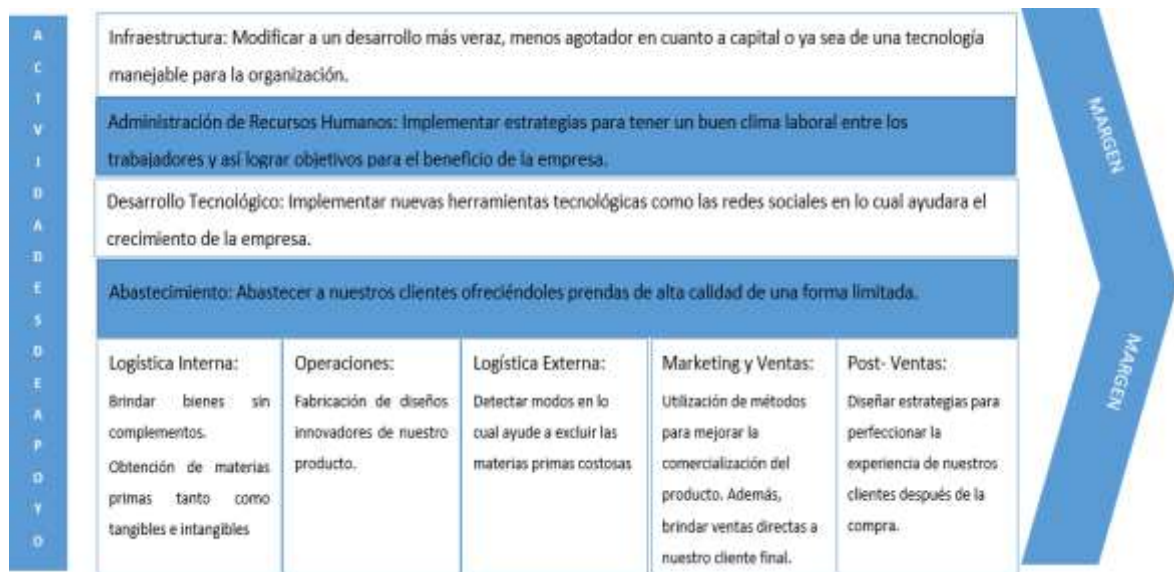 ACTVIDADES DE APOYO
Infraestructura: Modificar a un desarrollo más veraz, menos agotador en cuanto a capital o ya sea de una tecnología
manejable para la organización.
Administración de Recursos Humanos: Implementar estrategias para tener un buen clima laboral entre los
trabajadores y así lograr objetivos para el beneficio de la empresa.
Desarrollo Tecnológico: Implementar nuevas herramientas tecnológicas como las redes sociales en lo cual ayudara el
crecimiento de la empresa.
Abastecimiento: Abastecer a nuestros clientes ofreciéndoles prendas de alta calidad de una forma limitada.
Logística Interna:
Brindar bienes sin
complementos.
Obtención de materias
primas tanto como
tangibles e intangibles
Operaciones:
Fabricación de diseños
innovadores de nuestro
producto.
Logística Externa:
Detectar modos en lo
cual ayude a excluir las
materias primas costosas
Marketing y Ventas:
Utilización de métodos
para mejorar la
comercialización del
producto. Además,
brindar ventas directas a
nuestro cliente final.
Post- Ventas:
Diseñar estrategias para
perfeccionar la
experiencia de nuestros
clientes después de la
compra.
MARGEN
MARGEN